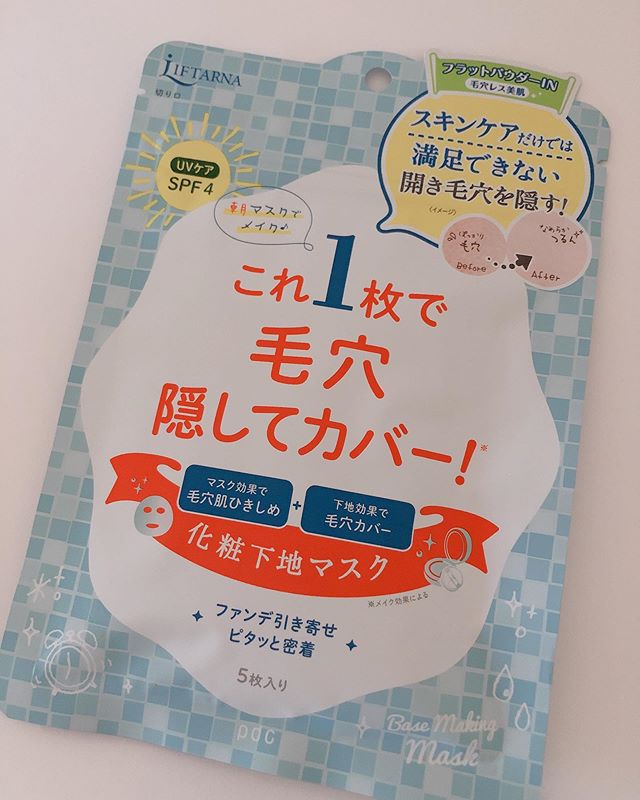 LIFTARNA
切り口
フラットパウダーIN
毛穴レス美肌
スキンケアだけでは
満足できない
開き毛穴を隠す!
(イメージ)
ぽっかり
毛穴
Before
なめらか
つるん
After
UVケア
SPF4
朝マスクで
メイク♪
これ1枚で
毛穴
隠してカバー!※
マスク効果で
毛穴肌ひきしめ
+
下地効果で
毛穴カバー
化粧下地マスク
※メイク効果による
ファンデ引き寄せ
ピタッと密着
5枚入り
pdc
Base Making
Mask